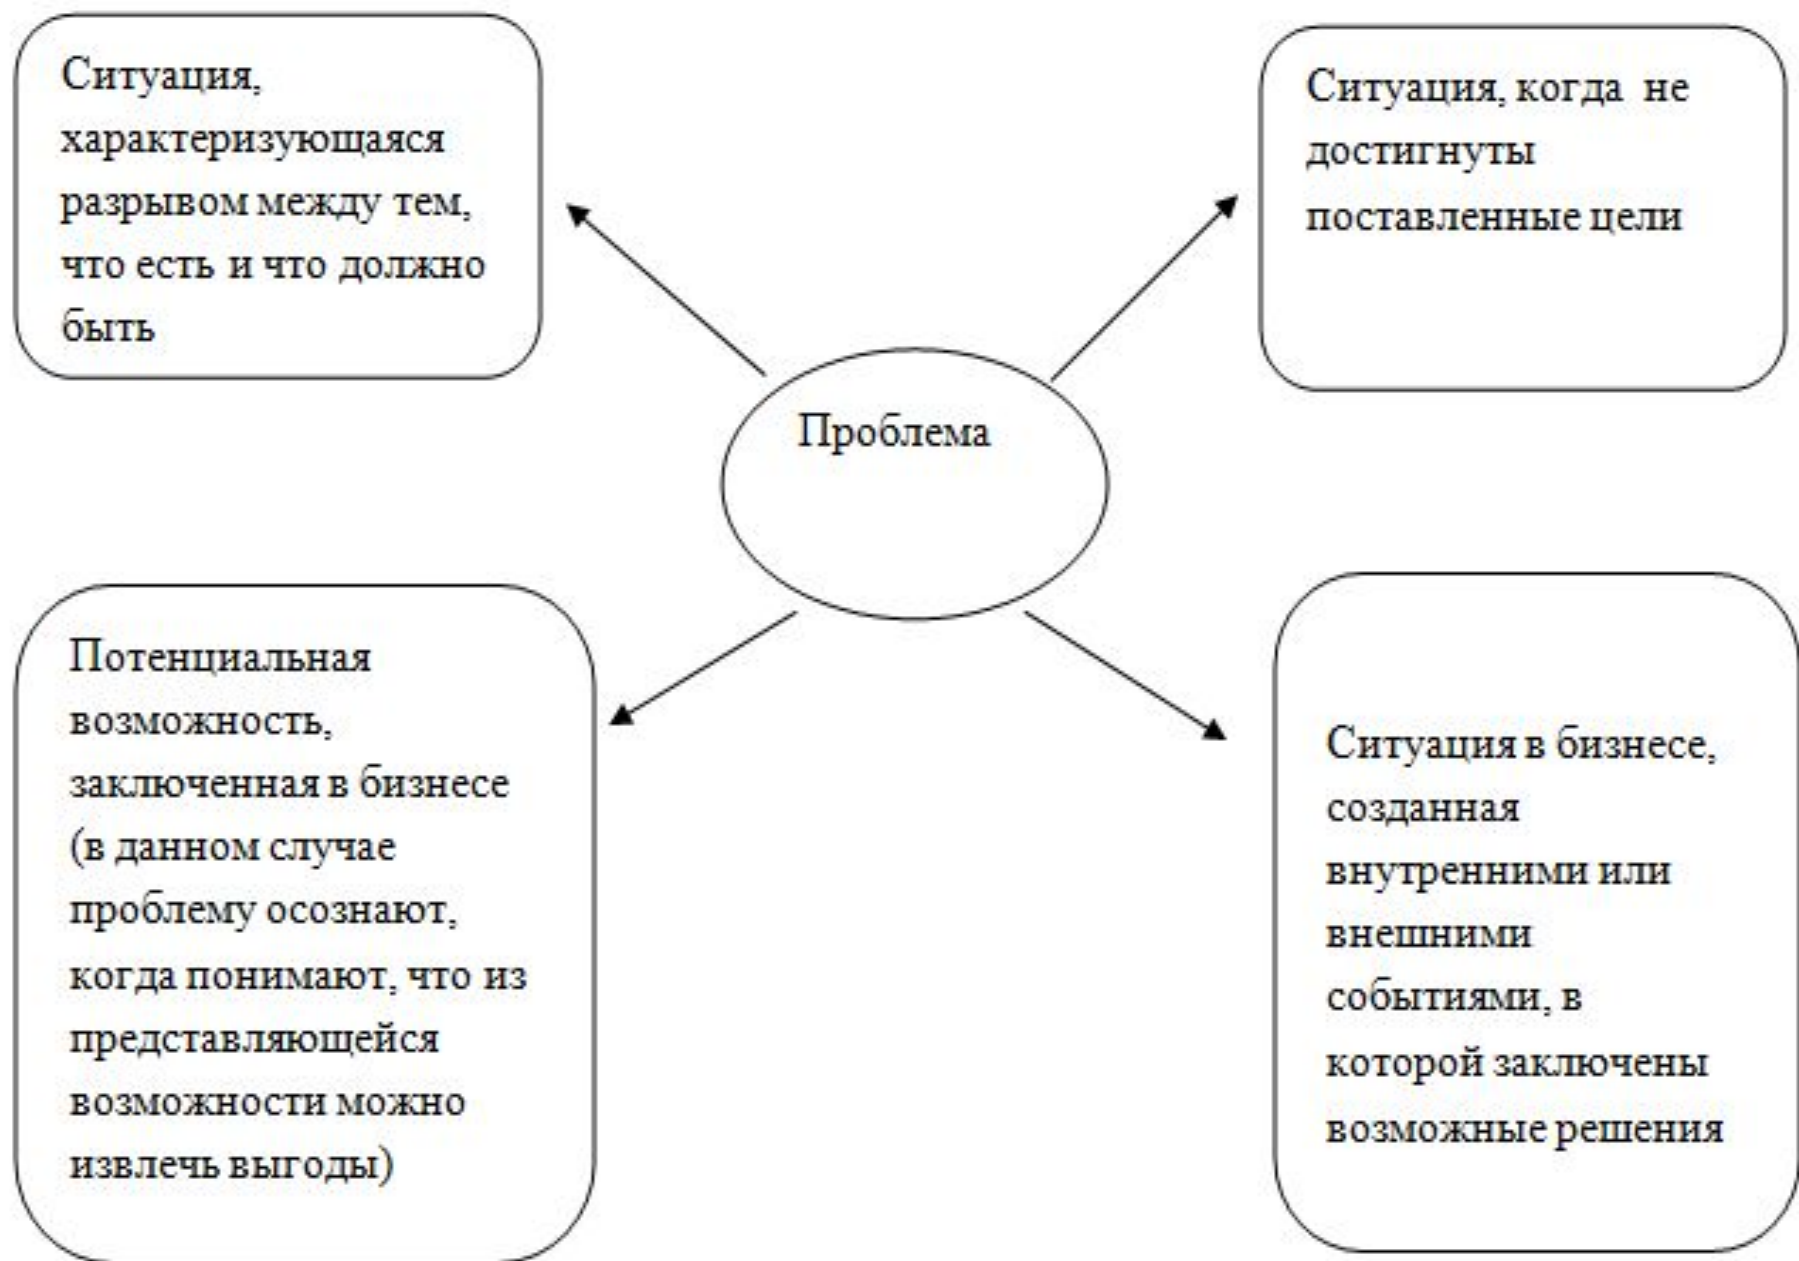 Ситуация,
характеризующаяся
разрывом между тем,
что есть и что должно
быть
Ситуация, когда не
достигнуты
поставленные цели
Проблема
Потенциальная
возможность,
заключенная в бизнесе
(в данном случае
проблему осознают,
когда понимают, что из
представляющейся
возможности можно
извлечь выгоды)
Ситуация в бизнесе,
созданная
внутренними или
внешними
событиями, в
которой заключены
возможные решения